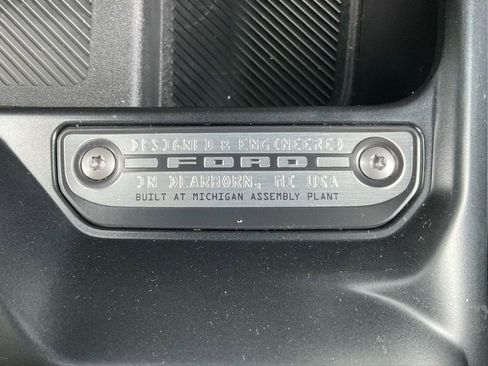 DESIGNED & ENGINEERED
FORD
IN DEARBORN, MI USA
BUILT AT MICHIGAN ASSEMBLY PLANT